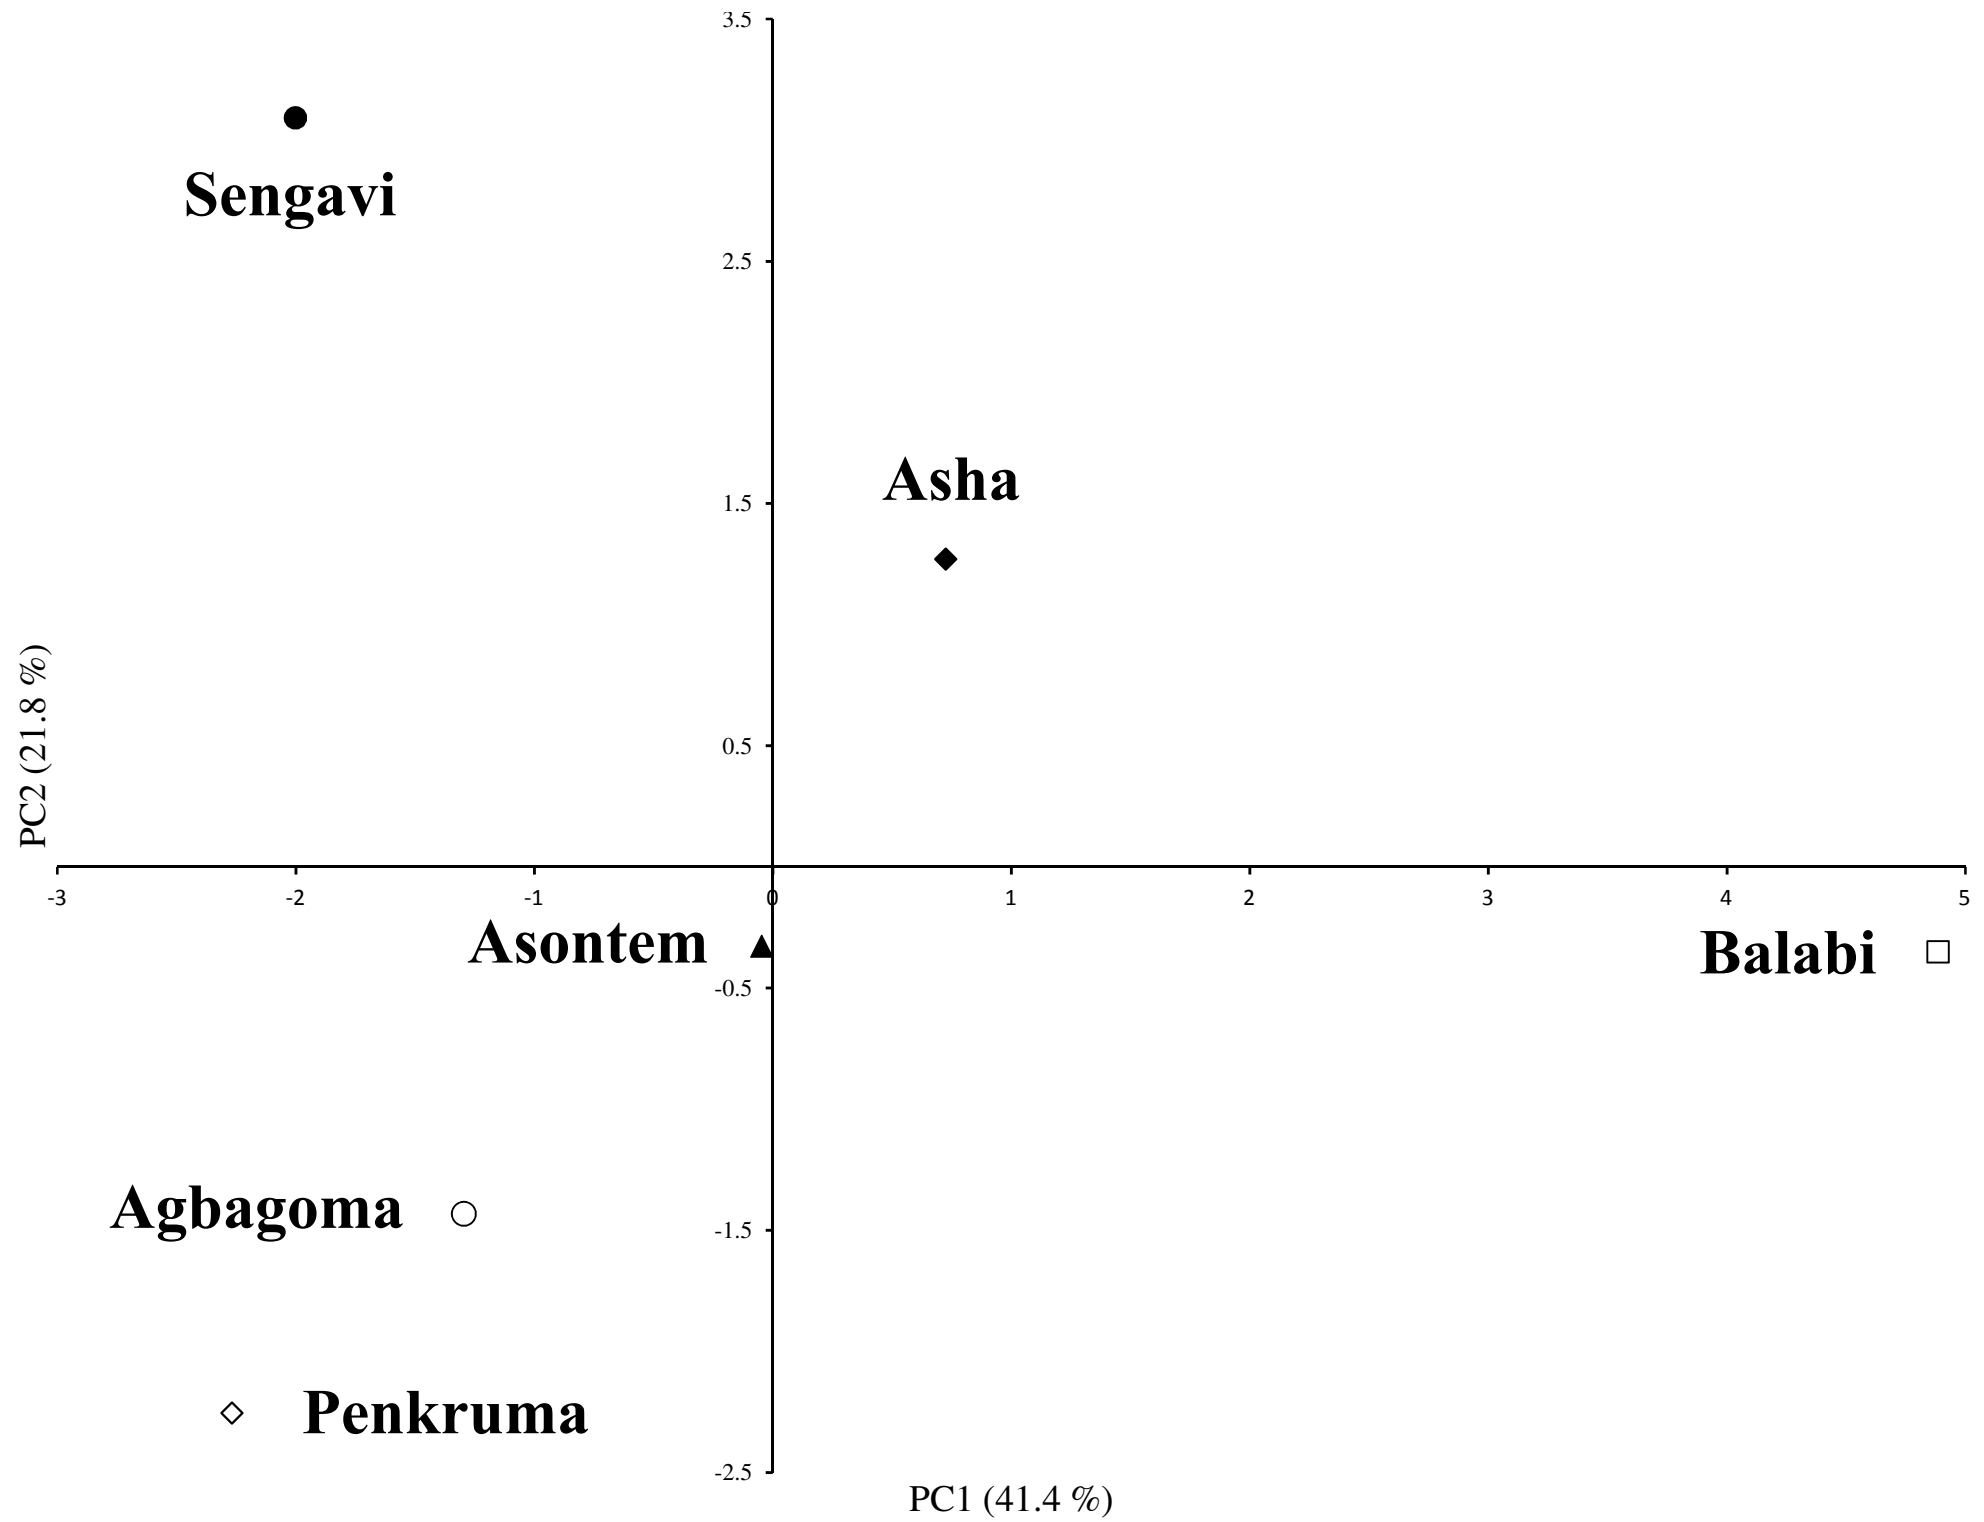 3.5
Sengavi
2.5
Asha
1.5
PC2 (21.8 %)
0.5
-3 -2 -1 0 1 2 3 4 5
Asontem
Balabi
-0.5
Agbagoma
-1.5
Penkruma
-2.5
PC1 (41.4 %)